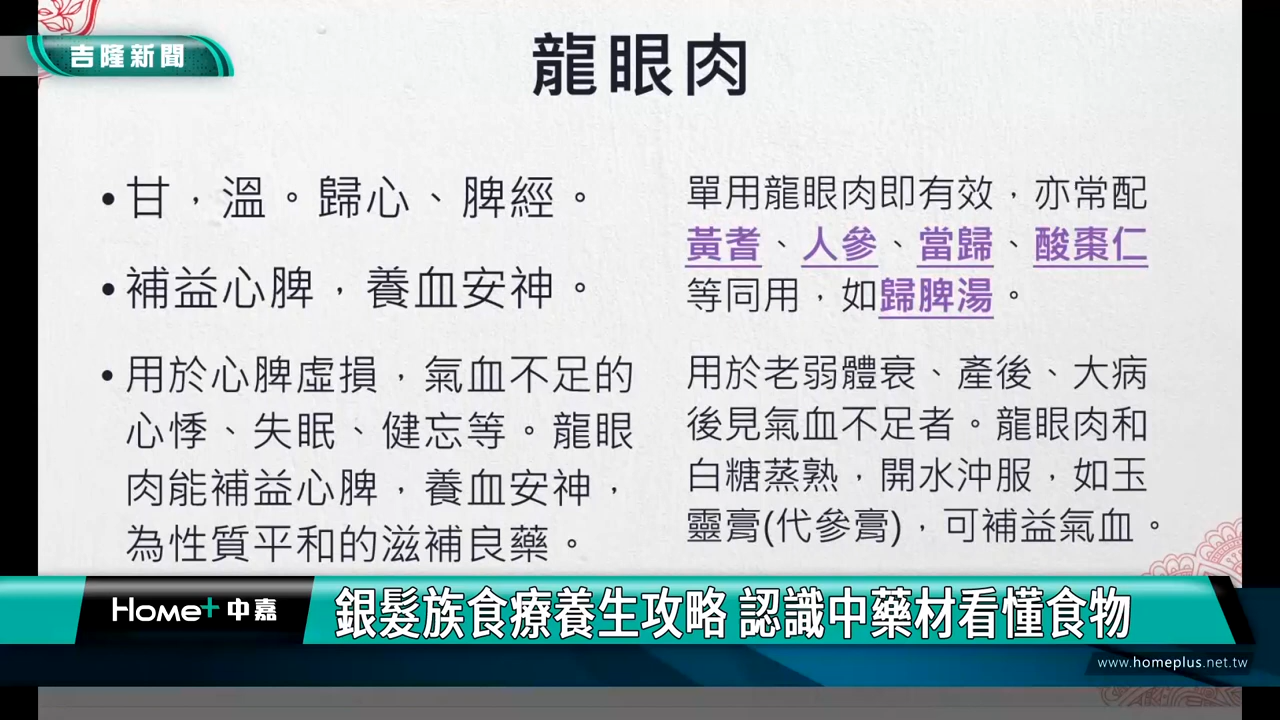 吉隆新聞
龍眼肉
•甘，溫。歸心、脾經。
•補益心脾，養血安神。
•用於心脾虛損，氣血不足的
心悸、失眠、健忘等。龍眼
肉能補益心脾，養血安神，
為性質平和的滋補良藥。
單用龍眼肉即有效，亦常配
黃耆、人參、當歸、酸棗仁
等同用，如歸脾湯。
用於老弱體衰、產後、大病
後見氣血不足者。龍眼肉和
白糖蒸熟，開水沖服，如玉
靈膏(代參膏)，可補益氣血。
Home+中嘉
銀髮族食療養生攻略 認識中藥材看懂食物
www.homeplus.net.tw